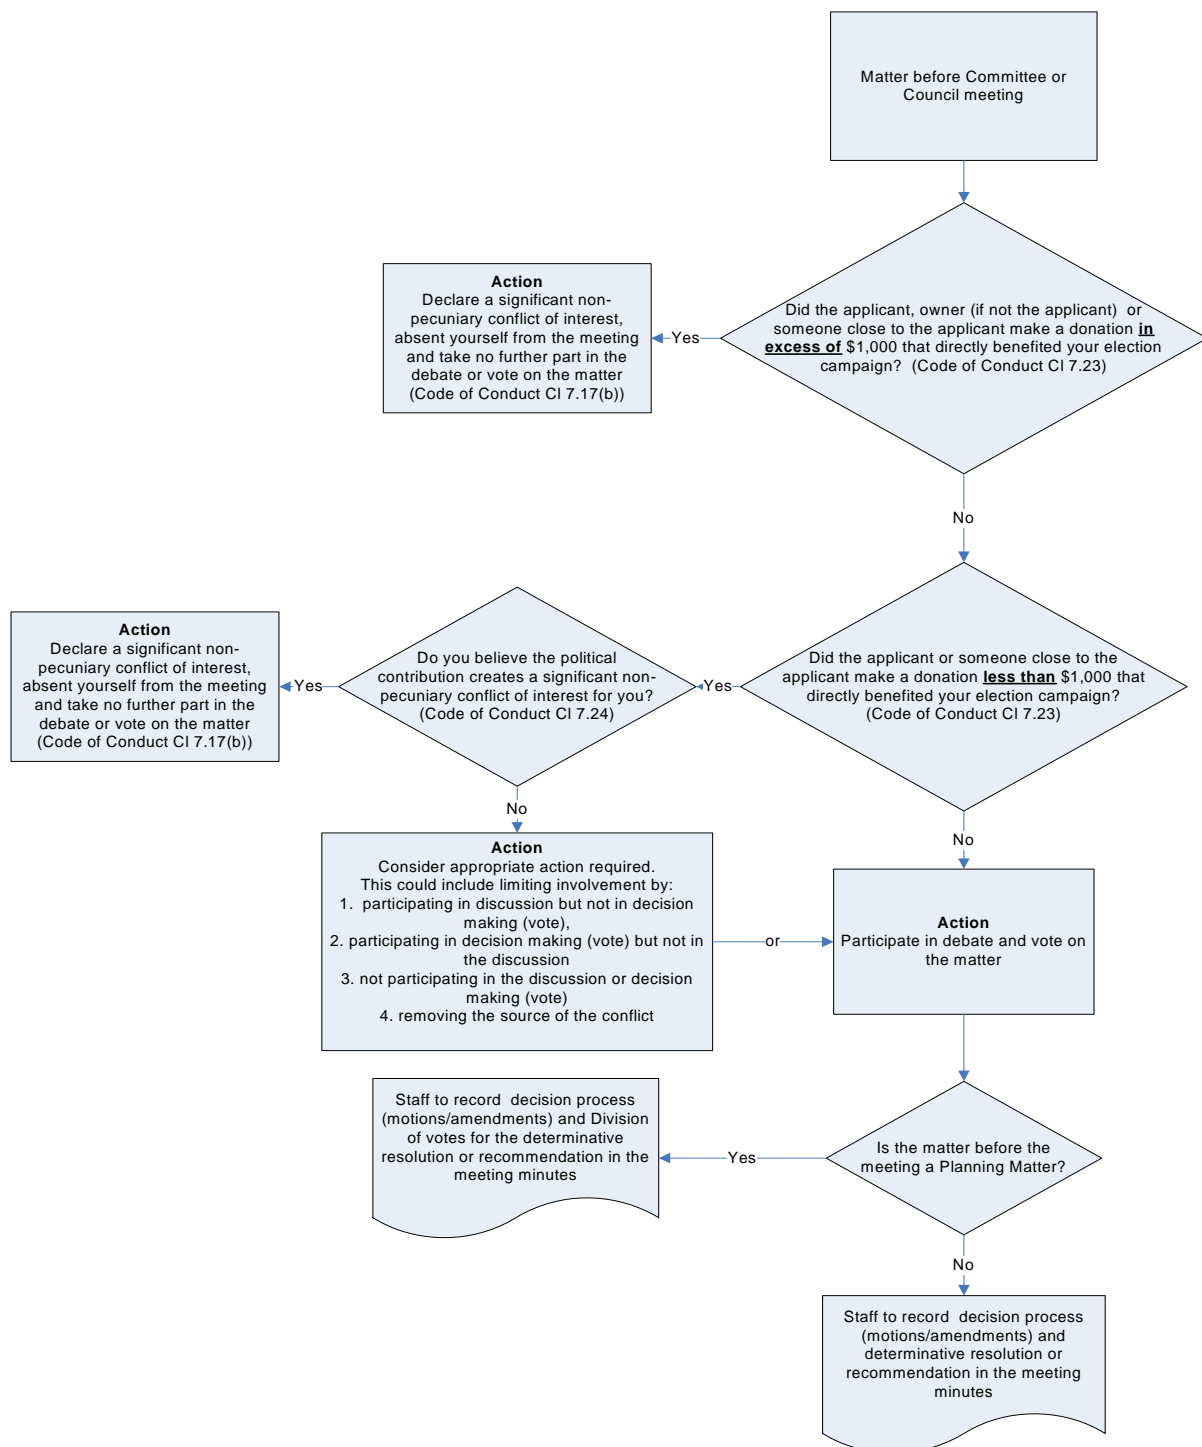 Matter before Committee or
Council meeting
Did the applicant, owner (if not the applicant)  or
someone close to the applicant make a donation in
excess of $1,000 that directly benefited your election
campaign?  (Code of Conduct Cl 7.23)
Yes
Action
Declare a significant non-
pecuniary conflict of interest,
absent yourself from the meeting
and take no further part in the
debate or vote on the matter
(Code of Conduct Cl 7.17(b))
No
Did the applicant or someone close to the
applicant make a donation less than $1,000 that
directly benefited your election campaign?
(Code of Conduct Cl 7.23)
Yes
Do you believe the political
contribution creates a significant non-
pecuniary conflict of interest for you?
(Code of Conduct Cl 7.24)
Yes
Action
Declare a significant non-
pecuniary conflict of interest,
absent yourself from the meeting
and take no further part in the
debate or vote on the matter
(Code of Conduct Cl 7.17(b))
No
Action
Consider appropriate action required.
This could include limiting involvement by:
1.  participating in discussion but not in decision
making (vote),
2. participating in decision making (vote) but not in
the discussion
3. not participating in the discussion or decision
making (vote)
4. removing the source of the conflict
or
No
Action
Participate in debate and vote on
the matter
Is the matter before the
meeting a Planning Matter?
Yes
Staff to record  decision process
(motions/amendments) and Division
of votes for the determinative
resolution or recommendation in the
meeting minutes
No
Staff to record  decision process
(motions/amendments) and
determinative resolution or
recommendation in the meeting
minutes